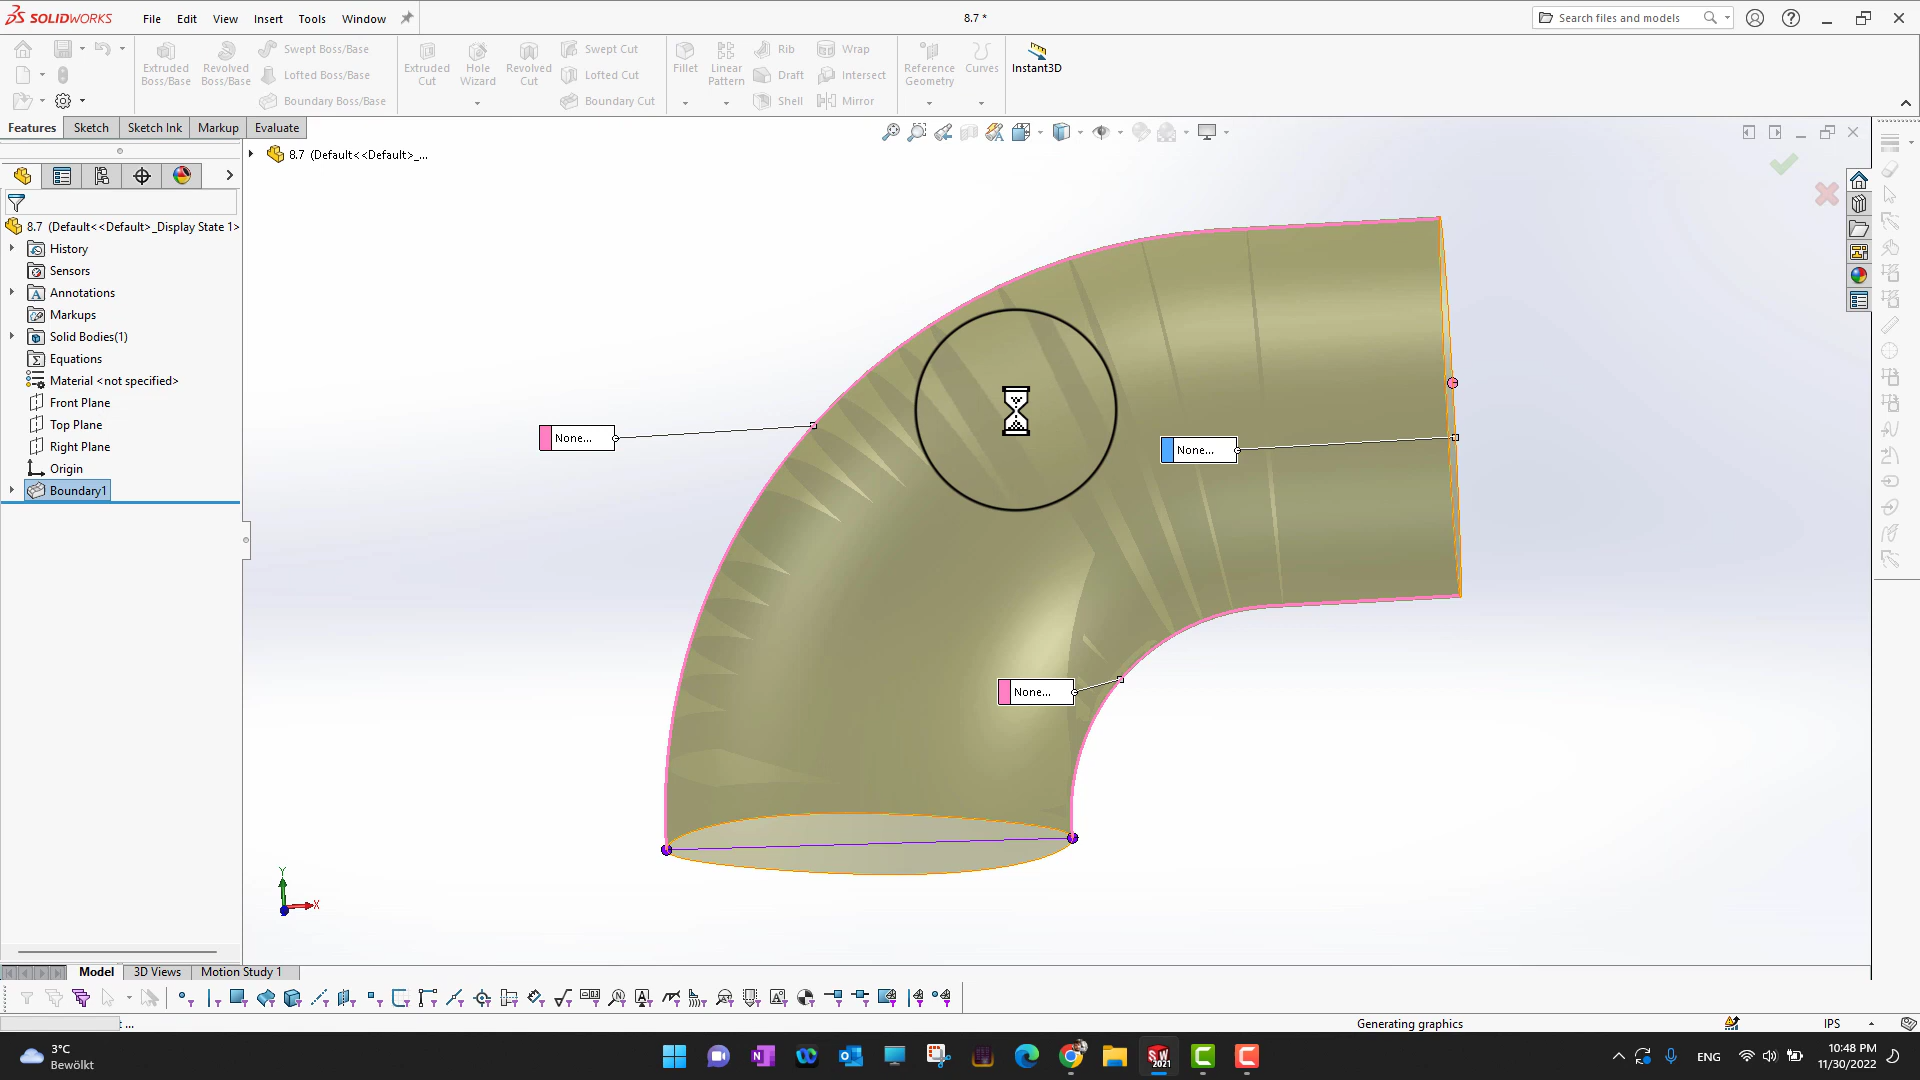 SOLIDWORKS
File Edit View Insert Tools Window
8.7 *
Search files and models
Extruded Boss/Base
Revolved Boss/Base
Swept Boss/Base
Lofted Boss/Base
Boundary Boss/Base
Extruded Cut
Hole Wizard
Revolved Cut
Swept Cut
Lofted Cut
Boundary Cut
Fillet
Linear Pattern
Rib
Draft
Shell
Wrap
Intersect
Mirror
Reference Geometry
Curves
Instant3D
Features Sketch Sketch Ink Markup Evaluate
8.7 (Default<<Default>_...
8.7 (Default<<Default>_Display State 1>
History
Sensors
Annotations
Markups
Solid Bodies(1)
Equations
Material <not specified>
Front Plane
Top Plane
Right Plane
Origin
Boundary1
None...
None...
None...
Y
X
Model 3D Views Motion Study 1
Generating graphics
IPS
3°C
Bewölkt
SW
2021
ENG
10:48 PM
11/30/2022